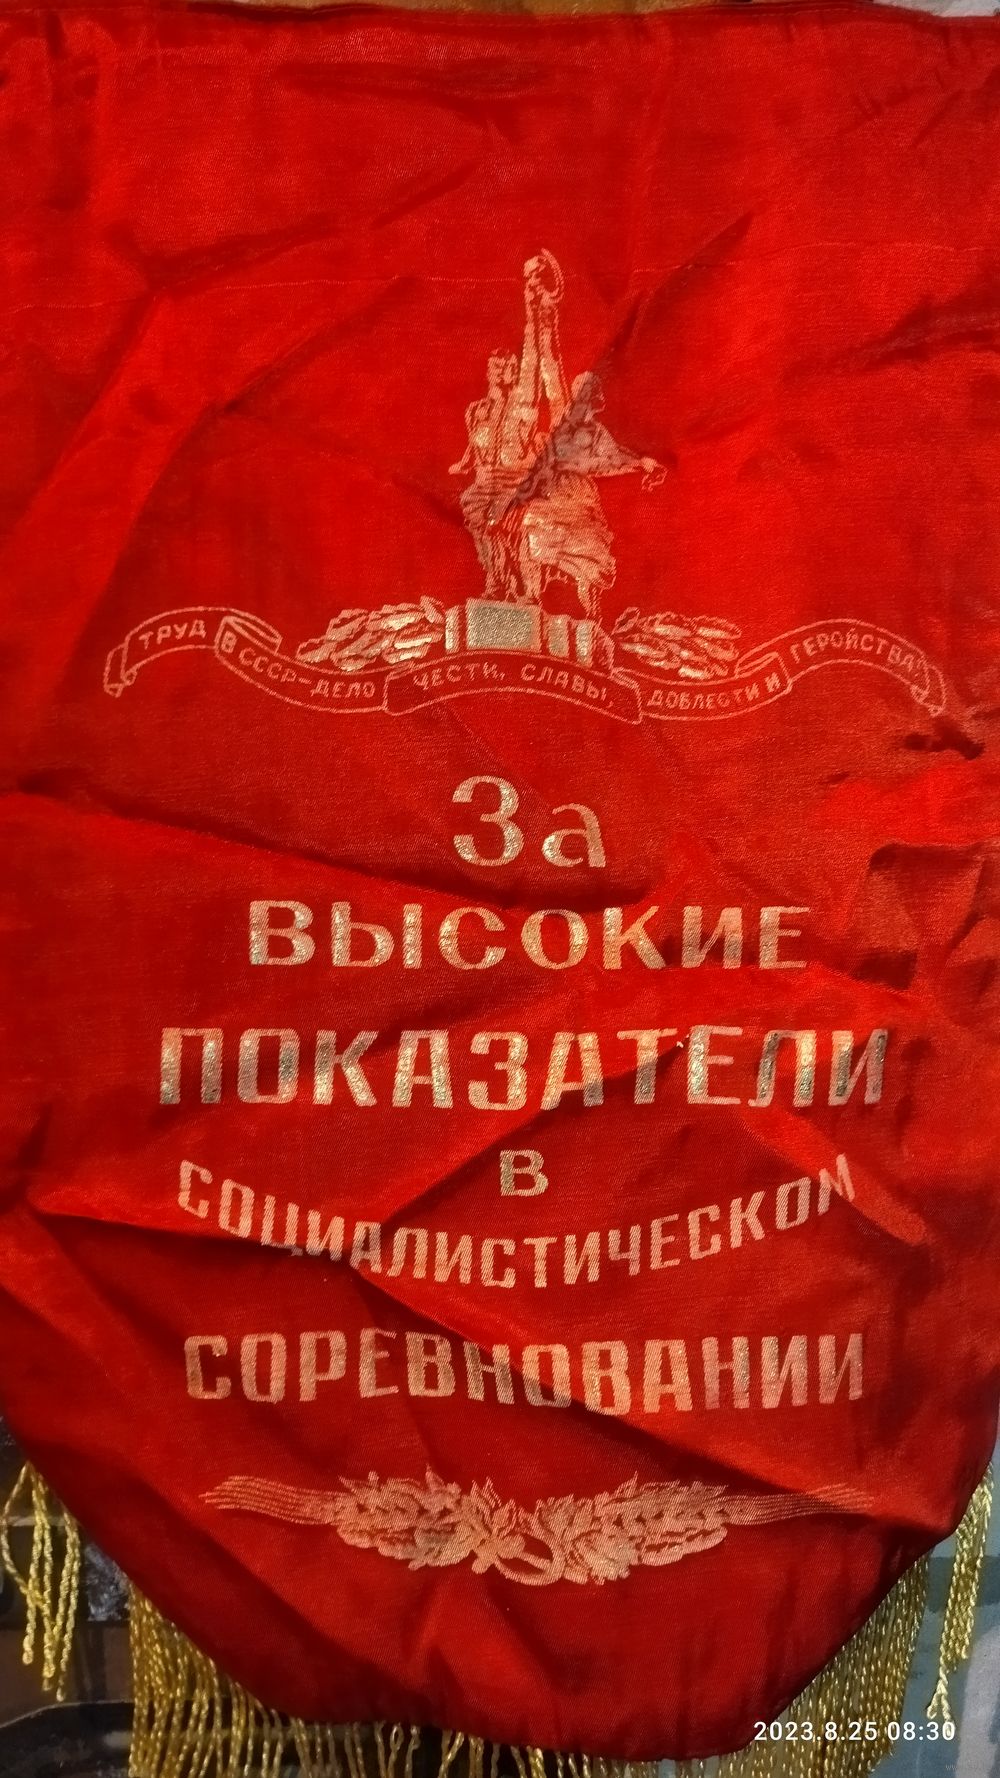 ТРУД В СССР-ДЕЛО ЧЕСТИ, СЛАВЫ, ДОБЛЕСТИ И ГЕРОЙСТВА!
За
ВЫСОКИЕ
ПОКАЗАТЕЛИ
В
СОЦИАЛИСТИЧЕСКОМ
СОРЕВНОВАНИИ
2023.8.25 08:30